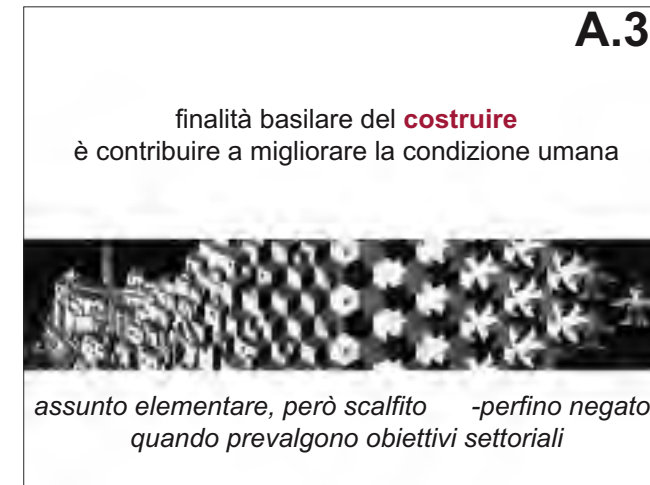 A.3
finalità basilare del costruire
è contribuire a migliorare la condizione umana
assunto elementare, però scalfito -perfino negato
quando prevalgono obiettivi settoriali